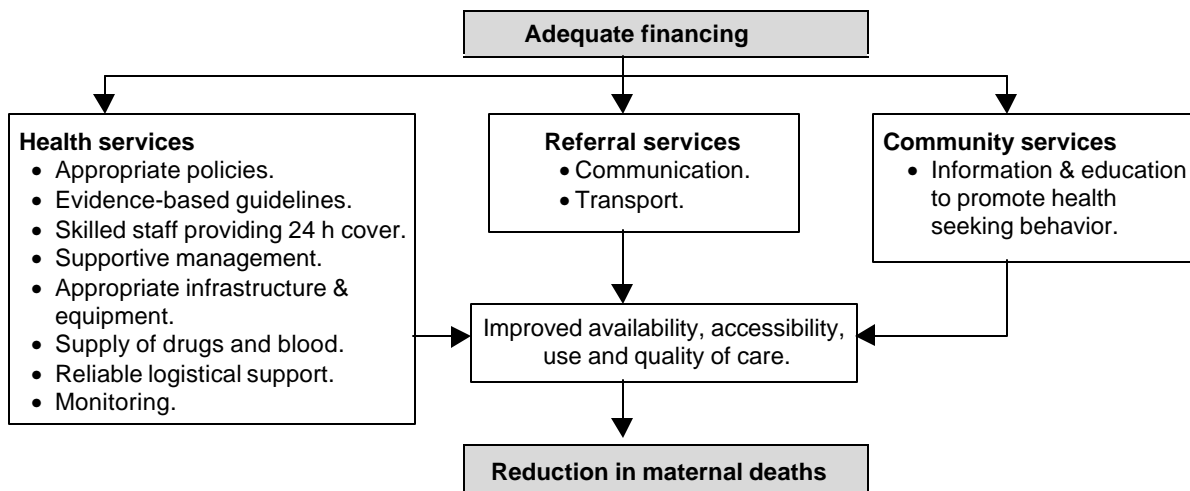 Adequate financing
Health services
• Appropriate policies.
• Evidence-based guidelines.
• Skilled staff providing 24 h cover.
• Supportive management.
• Appropriate infrastructure &
equipment.
• Supply of drugs and blood.
• Reliable logistical support.
• Monitoring.
Referral services
• Communication.
• Transport.
Community services
• Information & education
to promote health
seeking behavior.
Improved availability, accessibility,
use and quality of care.
Reduction in maternal deaths